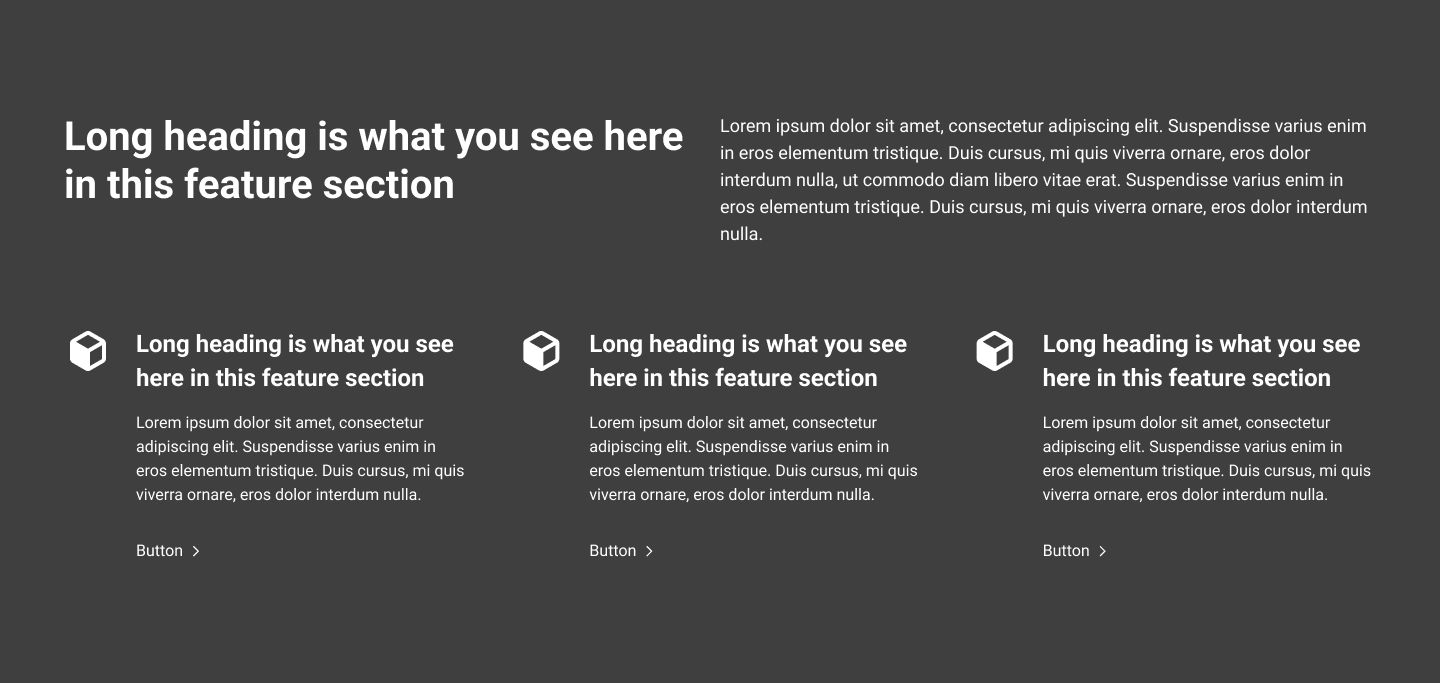 Long heading is what you see here
in this feature section
Lorem ipsum dolor sit amet, consectetur adipiscing elit. Suspendisse varius enim
in eros elementum tristique. Duis cursus, mi quis viverra ornare, eros dolor
interdum nulla, ut commodo diam libero vitae erat. Suspendisse varius enim in
eros elementum tristique. Duis cursus, mi quis viverra ornare, eros dolor interdum
nulla.
Long heading is what you see
here in this feature section
Lorem ipsum dolor sit amet, consectetur
adipiscing elit. Suspendisse varius enim in
eros elementum tristique. Duis cursus, mi quis
viverra ornare, eros dolor interdum nulla.
Button
Long heading is what you see
here in this feature section
Lorem ipsum dolor sit amet, consectetur
adipiscing elit. Suspendisse varius enim in
eros elementum tristique. Duis cursus, mi quis
viverra ornare, eros dolor interdum nulla.
Button
Long heading is what you see
here in this feature section
Lorem ipsum dolor sit amet, consectetur
adipiscing elit. Suspendisse varius enim in
eros elementum tristique. Duis cursus, mi quis
viverra ornare, eros dolor interdum nulla.
Button